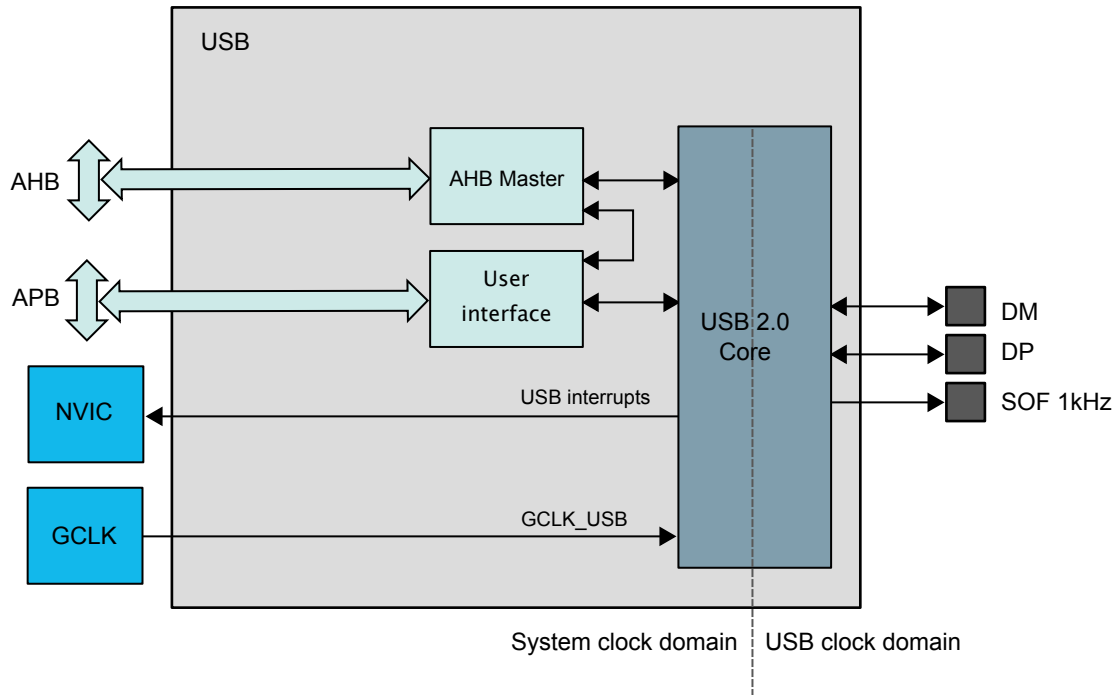 USB
AHB
AHB Master
APB
User
interface
USB 2.0
Core
DM
DP
SOF 1kHz
NVIC
USB interrupts
GCLK
GCLK_USB
System clock domain
USB clock domain